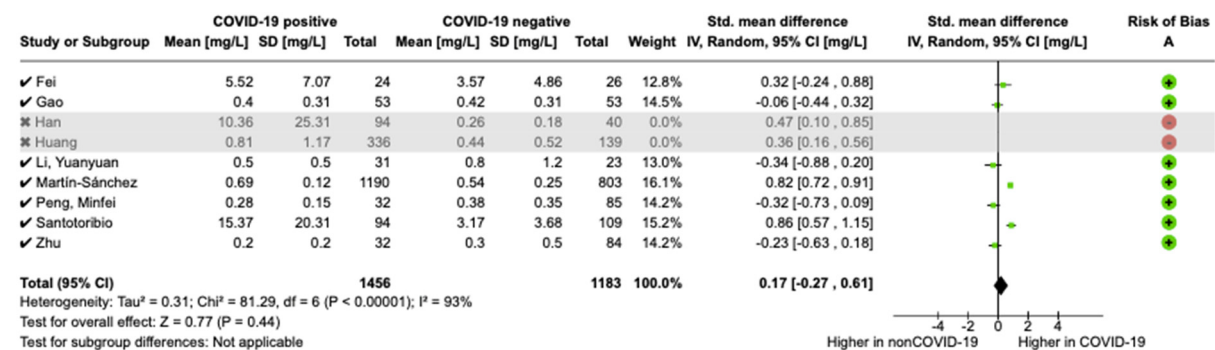 COVID-19 positive COVID-19 negative Std. mean difference Std. mean difference Risk of Bias
Study or Subgroup Mean [mg/L] SD [mg/L] Total Mean [mg/L] SD [mg/L] Total Weight IV, Random, 95% CI [mg/L] IV, Random, 95% CI [mg/L] A
✔ Fei 5.52 7.07 24 3.57 4.86 26 12.8% 0.32 [-0.24, 0.88] +
✔ Gao 0.4 0.31 53 0.42 0.31 53 14.5% -0.06 [-0.44, 0.32] +
✖ Han 10.36 25.31 94 0.26 0.18 40 0.0% 0.47 [0.10, 0.85] -
✖ Huang 0.81 1.17 336 0.44 0.52 139 0.0% 0.36 [0.16, 0.56] -
✔ Li, Yuanyuan 0.5 0.5 31 0.8 1.2 23 13.0% -0.34 [-0.88, 0.20] +
✔ Martín-Sánchez 0.69 0.12 1190 0.54 0.25 803 16.1% 0.82 [0.72, 0.91] +
✔ Peng, Minfei 0.28 0.15 32 0.38 0.35 85 14.2% -0.32 [-0.73, 0.09] +
✔ Santotoribio 15.37 20.31 94 3.17 3.68 109 15.2% 0.86 [0.57, 1.15] +
✔ Zhu 0.2 0.2 32 0.3 0.5 84 14.2% -0.23 [-0.63, 0.18] +
Total (95% CI) 1456 1183 100.0% 0.17 [-0.27, 0.61]
Heterogeneity: Tau² = 0.31; Chi² = 81.29, df = 6 (P < 0.00001); I² = 93%
Test for overall effect: Z = 0.77 (P = 0.44)
-4 -2 0 2 4
Test for subgroup differences: Not applicable
Higher in nonCOVID-19 Higher in COVID-19